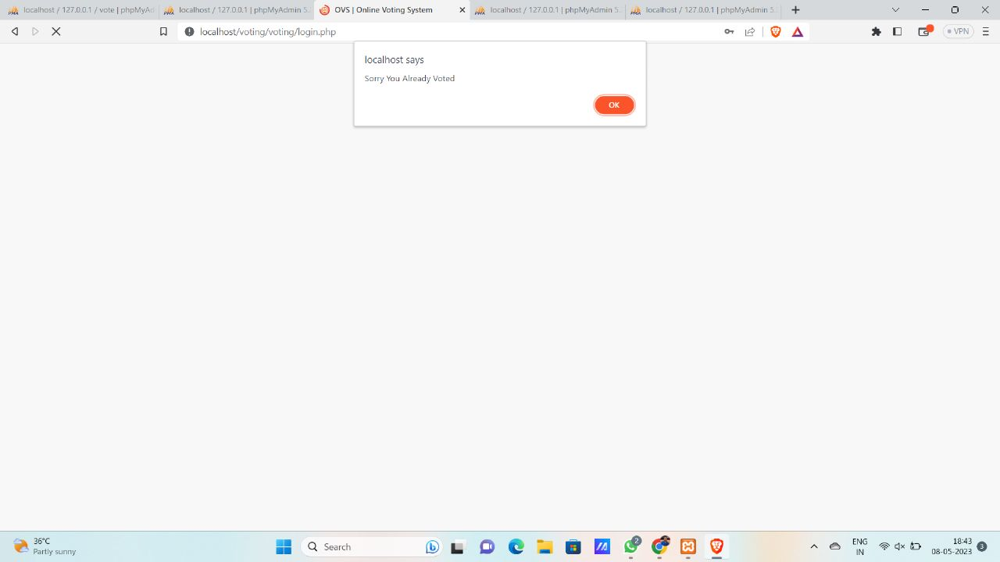 localhost / 127.0.0.1 / vote | phpMyAd
localhost / 127.0.0.1 | phpMyAdmin 5.
OVS | Online Voting System
localhost / 127.0.0.1 | phpMyAdmin 5.
localhost / 127.0.0.1 | phpMyAdmin 5.
localhost/voting/voting/login.php
VPN
localhost says
Sorry You Already Voted
OK
36°C
Partly sunny
Search
2
ENG
IN
18:43
08-05-2023
3